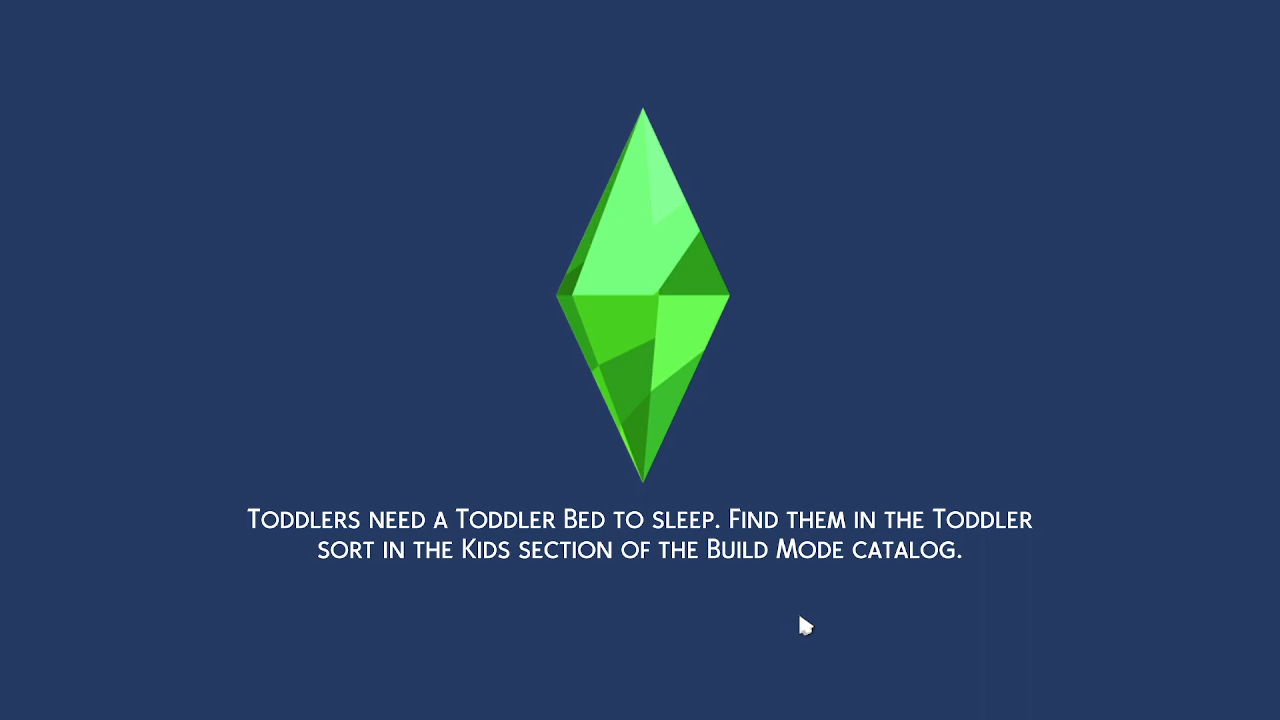 Toddlers need a Toddler Bed to sleep. Find them in the Toddler
sort in the Kids section of the Build Mode catalog.